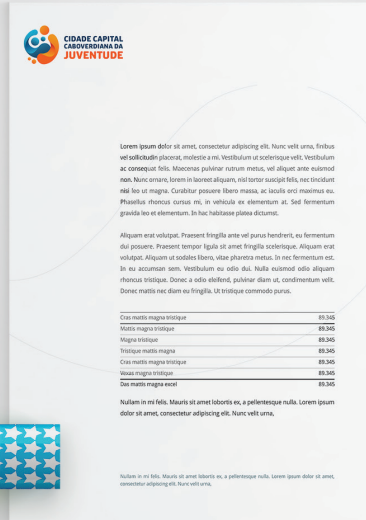 CIDADE CAPITAL
CABOVERDIANA DA
JUVENTUDE
Lorem ipsum dolor sit amet, consectetur adipiscing elit. Nunc velit urna, finibus
vel sollicitudin placerat, molestie a mi. Vestibulum ut scelerisque velit. Vestibulum
ac consequat felis. Maecenas pulvinar rutrum metus, vel aliquet ante euismod
non. Nunc ornare, lorem in laoreet aliquam, nisl tortor suscipit felis, nec tincidunt
nisi leo ut magna. Curabitur posuere libero massa, ac iaculis orci maximus eu.
Phasellus rhoncus cursus mi, in vehicula ex elementum at. Sed fermentum
gravida leo et elementum. In hac habitasse platea dictumst.
Aliquam erat volutpat. Praesent fringilla ante vel purus hendrerit, eu fermentum
dui posuere. Praesent tempor ligula sit amet fringilla scelerisque. Aliquam erat
volutpat. Aliquam ut sodales libero, vitae pharetra metus. In nec fermentum est.
In eu accumsan sem. Vestibulum eu odio dui. Nulla euismod odio aliquam
rhoncus tristique. Donec a odio eleifend, pulvinar diam ut, condimentum velit.
Donec mattis nec diam eu fringilla. Ut tristique commodo purus.
Cras mattis magna tristique 89.345
Mattis magna tristique 89.345
Magna tristique 89.345
Tristique mattis magna 89.345
Cras mattis magna tristique 89.345
Vexas magna tristique 89.345
Das mattis magna excel 89.345
Nullam in mi felis. Mauris sit amet lobortis ex, a pellentesque nulla. Lorem ipsum
dolor sit amet, consectetur adipiscing elit. Nunc velit urna,
Nullam in mi felis. Mauris sit amet lobortis ex, a pellentesque nulla. Lorem ipsum dolor sit amet,
consectetur adipiscing elit. Nunc velit urna,